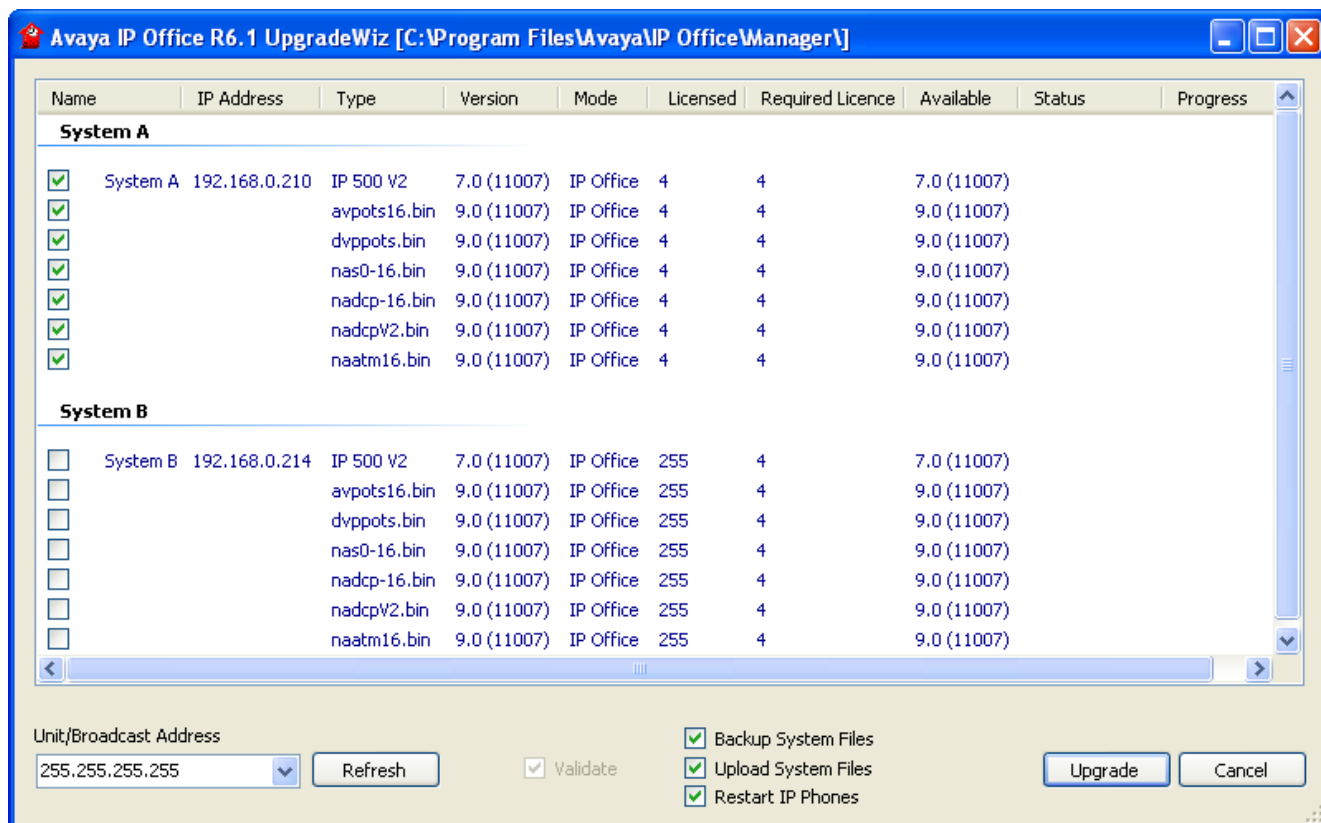 Avaya IP Office R6.1 UpgradeWiz [C:\Program Files\Avaya\IP Office\Manager\]
Name IP Address Type Version Mode Licensed Required Licence Available Status Progress
System A
System A 192.168.0.210 IP 500 V2 7.0 (11007) IP Office 4 4 7.0 (11007)
avpots16.bin 9.0 (11007) IP Office 4 4 9.0 (11007)
dvppots.bin 9.0 (11007) IP Office 4 4 9.0 (11007)
nas0-16.bin 9.0 (11007) IP Office 4 4 9.0 (11007)
nadcp-16.bin 9.0 (11007) IP Office 4 4 9.0 (11007)
nadcpV2.bin 9.0 (11007) IP Office 4 4 9.0 (11007)
naatm16.bin 9.0 (11007) IP Office 4 4 9.0 (11007)
System B
System B 192.168.0.214 IP 500 V2 7.0 (11007) IP Office 255 4 7.0 (11007)
avpots16.bin 9.0 (11007) IP Office 255 4 9.0 (11007)
dvppots.bin 9.0 (11007) IP Office 255 4 9.0 (11007)
nas0-16.bin 9.0 (11007) IP Office 255 4 9.0 (11007)
nadcp-16.bin 9.0 (11007) IP Office 255 4 9.0 (11007)
nadcpV2.bin 9.0 (11007) IP Office 255 4 9.0 (11007)
naatm16.bin 9.0 (11007) IP Office 255 4 9.0 (11007)
Unit/Broadcast Address
255.255.255.255
Refresh
Validate
Backup System Files
Upload System Files
Restart IP Phones
Upgrade
Cancel